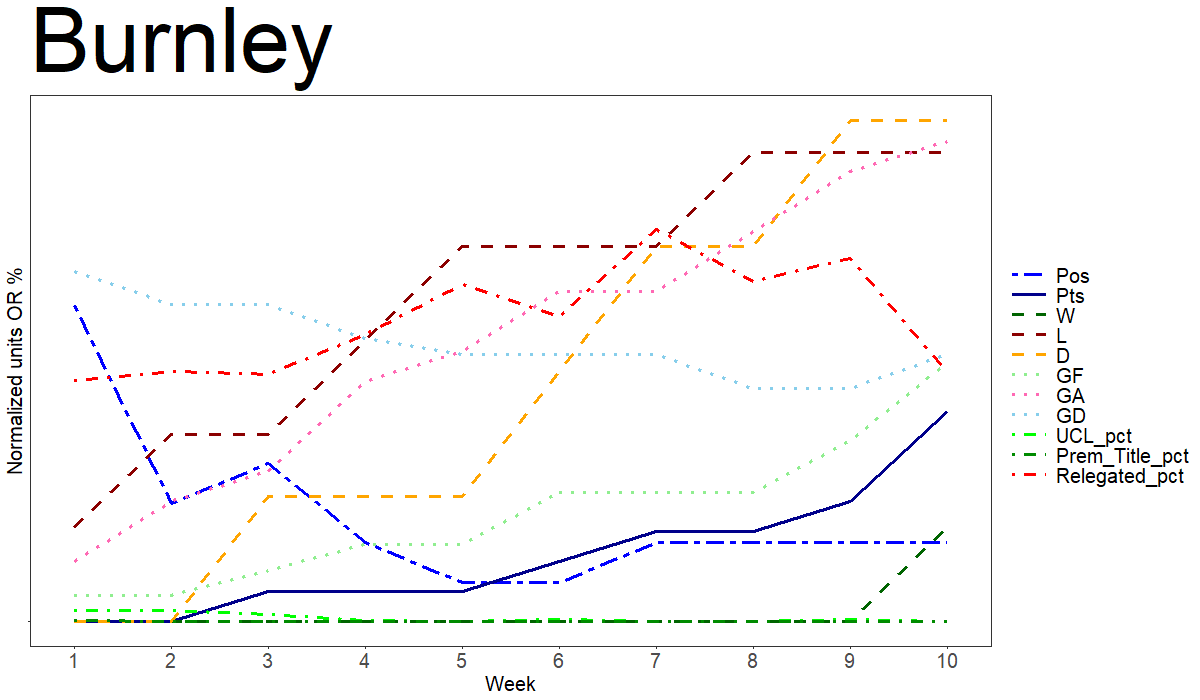 Burnley
Normalized units OR %
Pos
Pts
W
L
D
GF
GA
GD
UCL_pct
Prem_Title_pct
Relegated_pct
1 2 3 4 5 6 7 8 9 10
Week